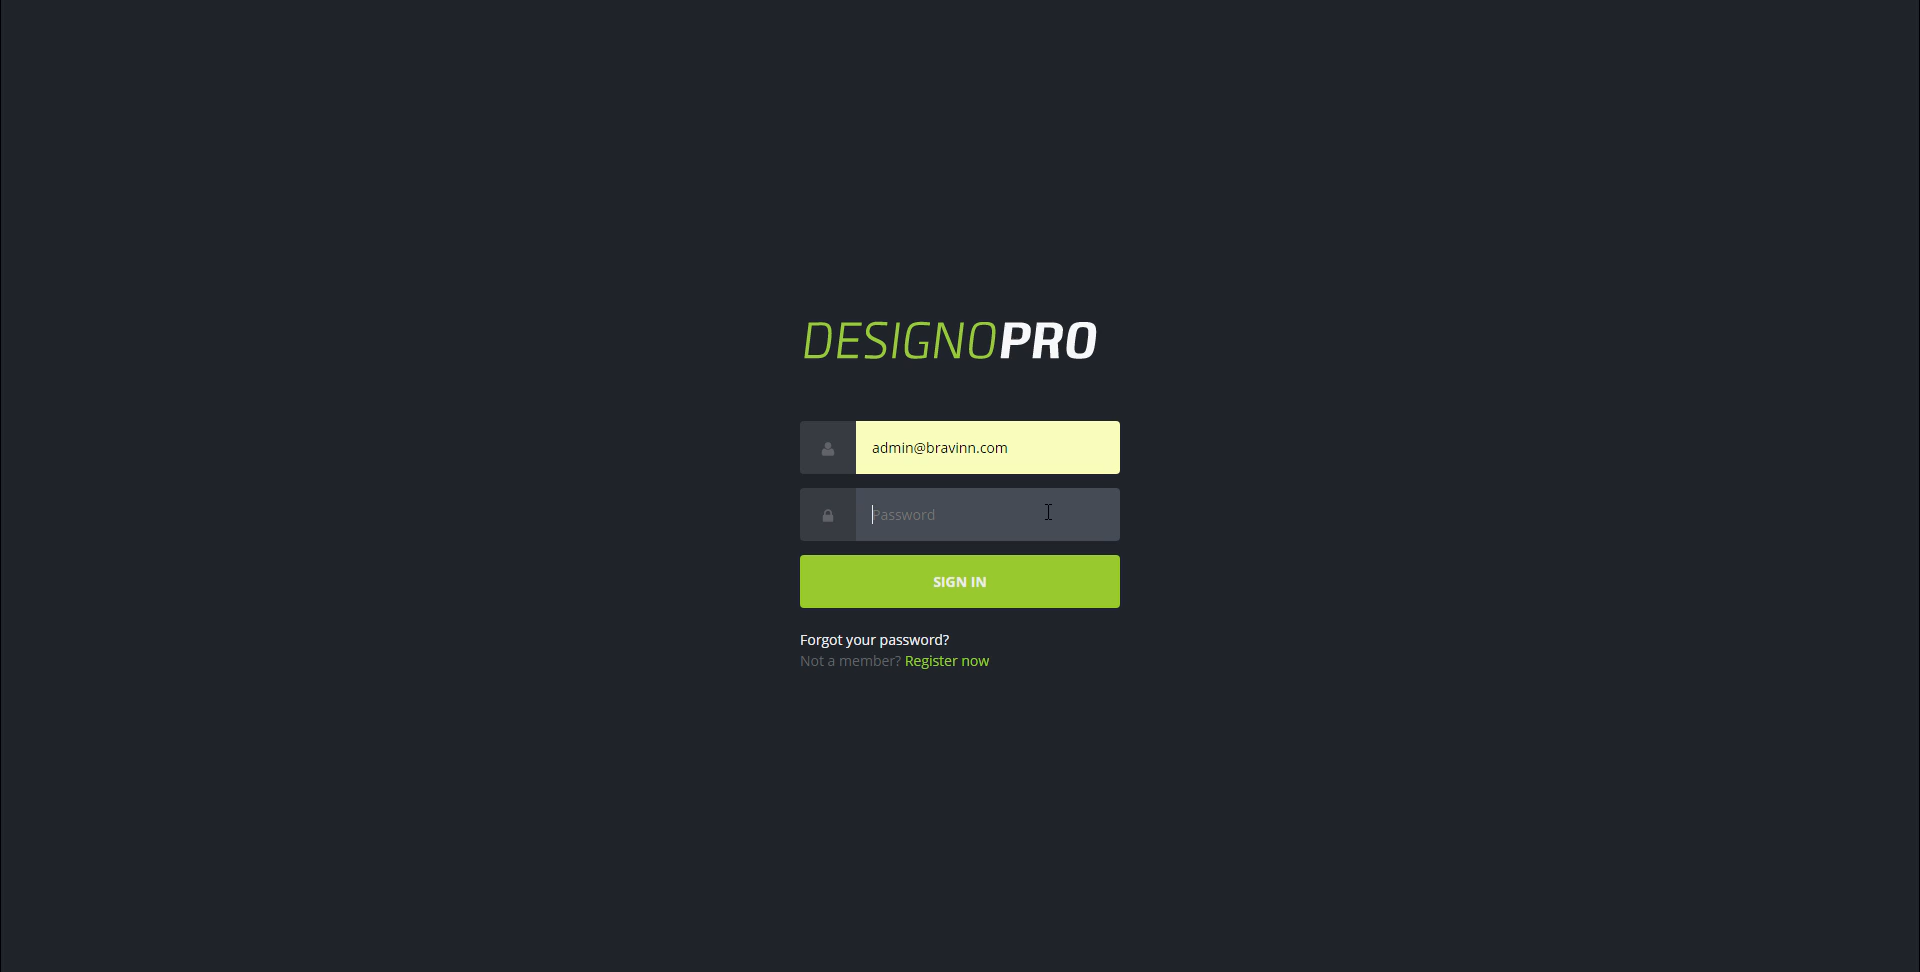 DESIGNOPRO
admin@bravinn.com
Password
SIGN IN
Forgot your password?
Not a member? Register now